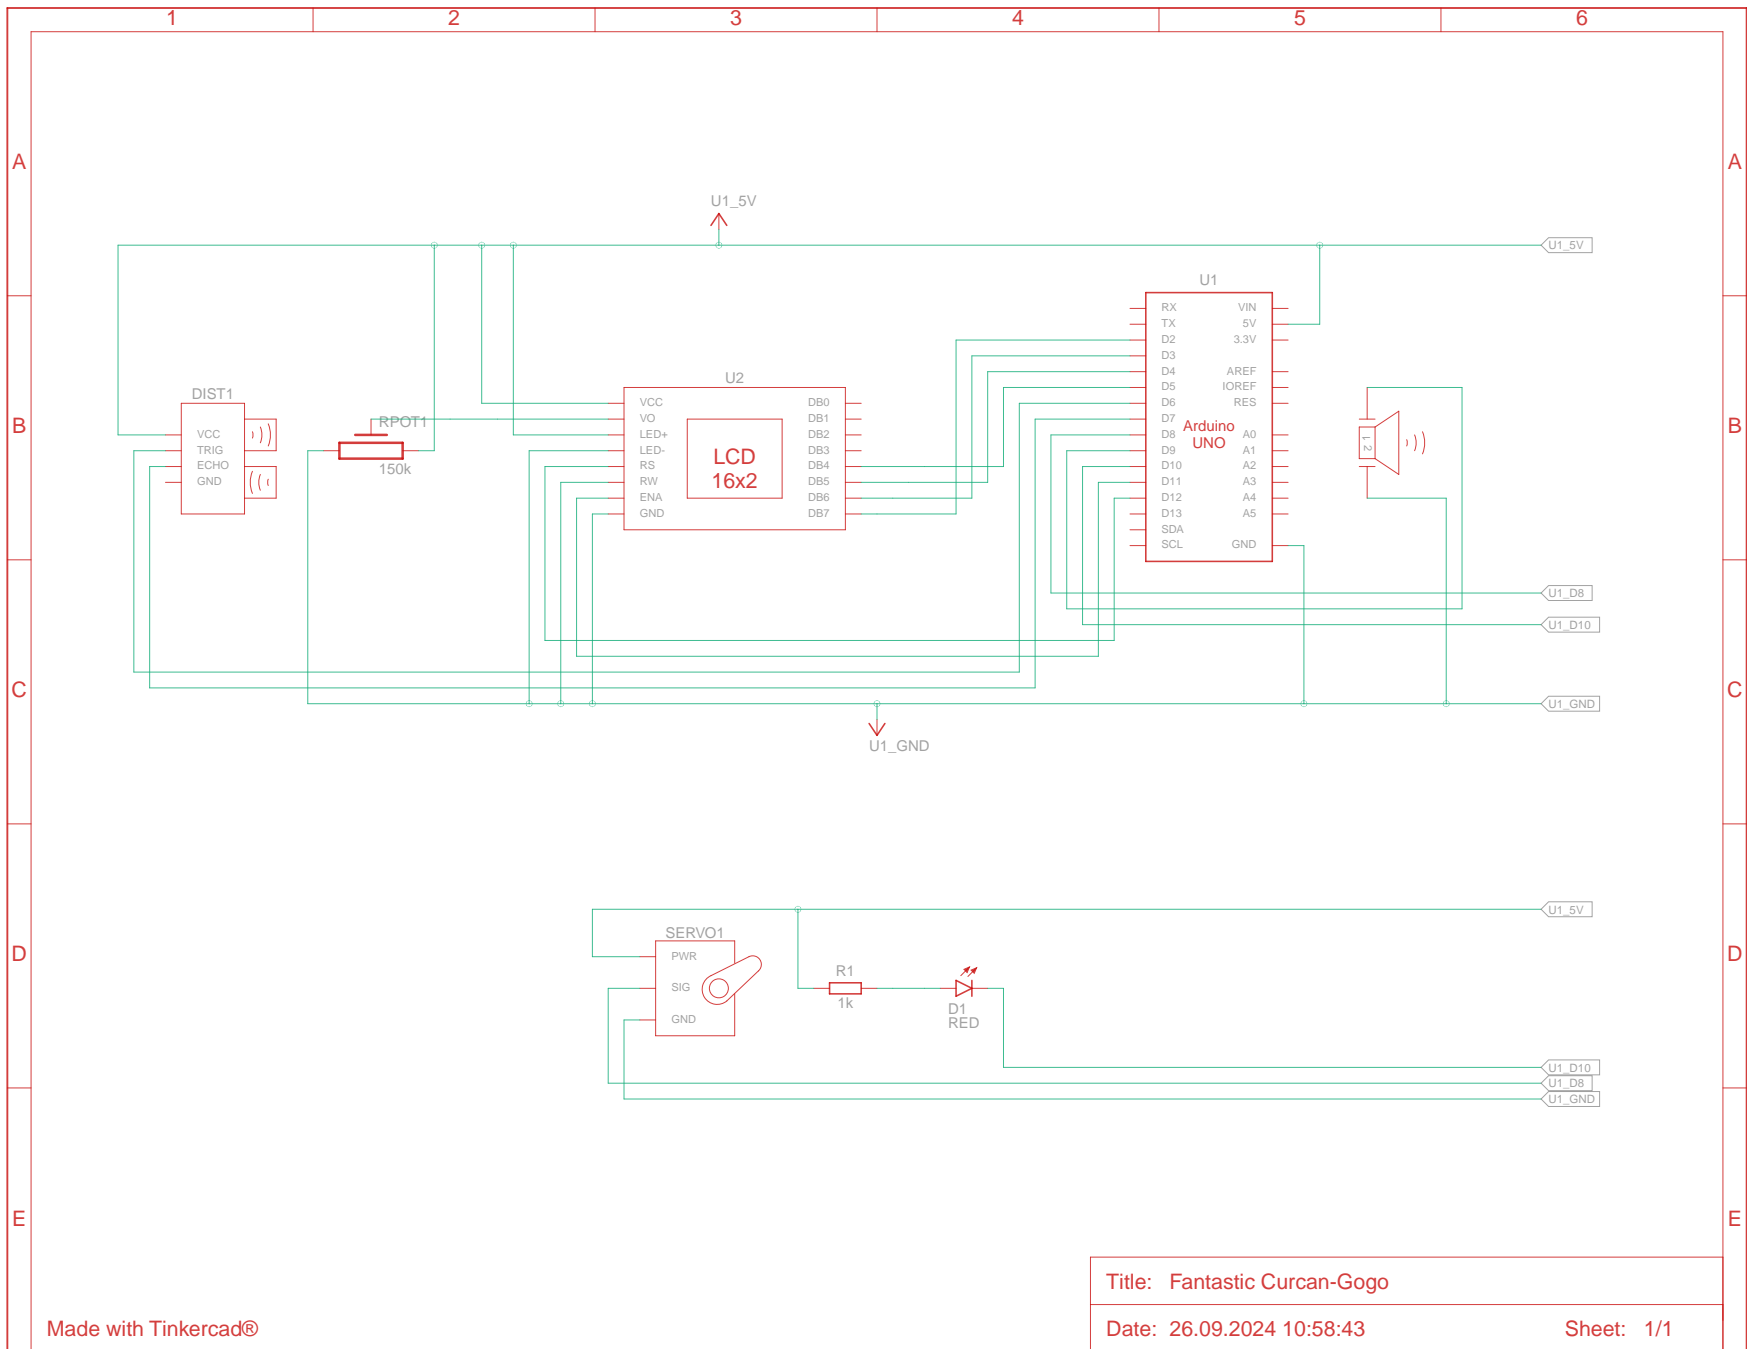 1 2 3 4 5 6
A A
U1_5V
U1_5V
U1
RX VIN
TX 5V
D2 3.3V
D3
D4 AREF
D5 IOREF
D6 RES
D7
Arduino
UNO
D8 A0
D9 A1
D10 A2
D11 A3
D12 A4
D13 A5
SDA
SCL GND
DIST1
VCC
TRIG
ECHO
GND
RPOT1
150k
U2
VCC DB0
VO DB1
LED+ DB2
LED- DB3
RS DB4
RW DB5
ENA DB6
GND DB7
LCD
16x2
1 2
B B
U1_D8
U1_D10
C C
U1_GND
U1_GND
U1_5V
SERVO1
PWR
SIG
GND
D D
R1
1k
D1
RED
U1_D10
U1_D8
U1_GND
E E
Title: Fantastic Curcan-Gogo
Made with Tinkercad®
Date: 26.09.2024 10:58:43 Sheet: 1/1